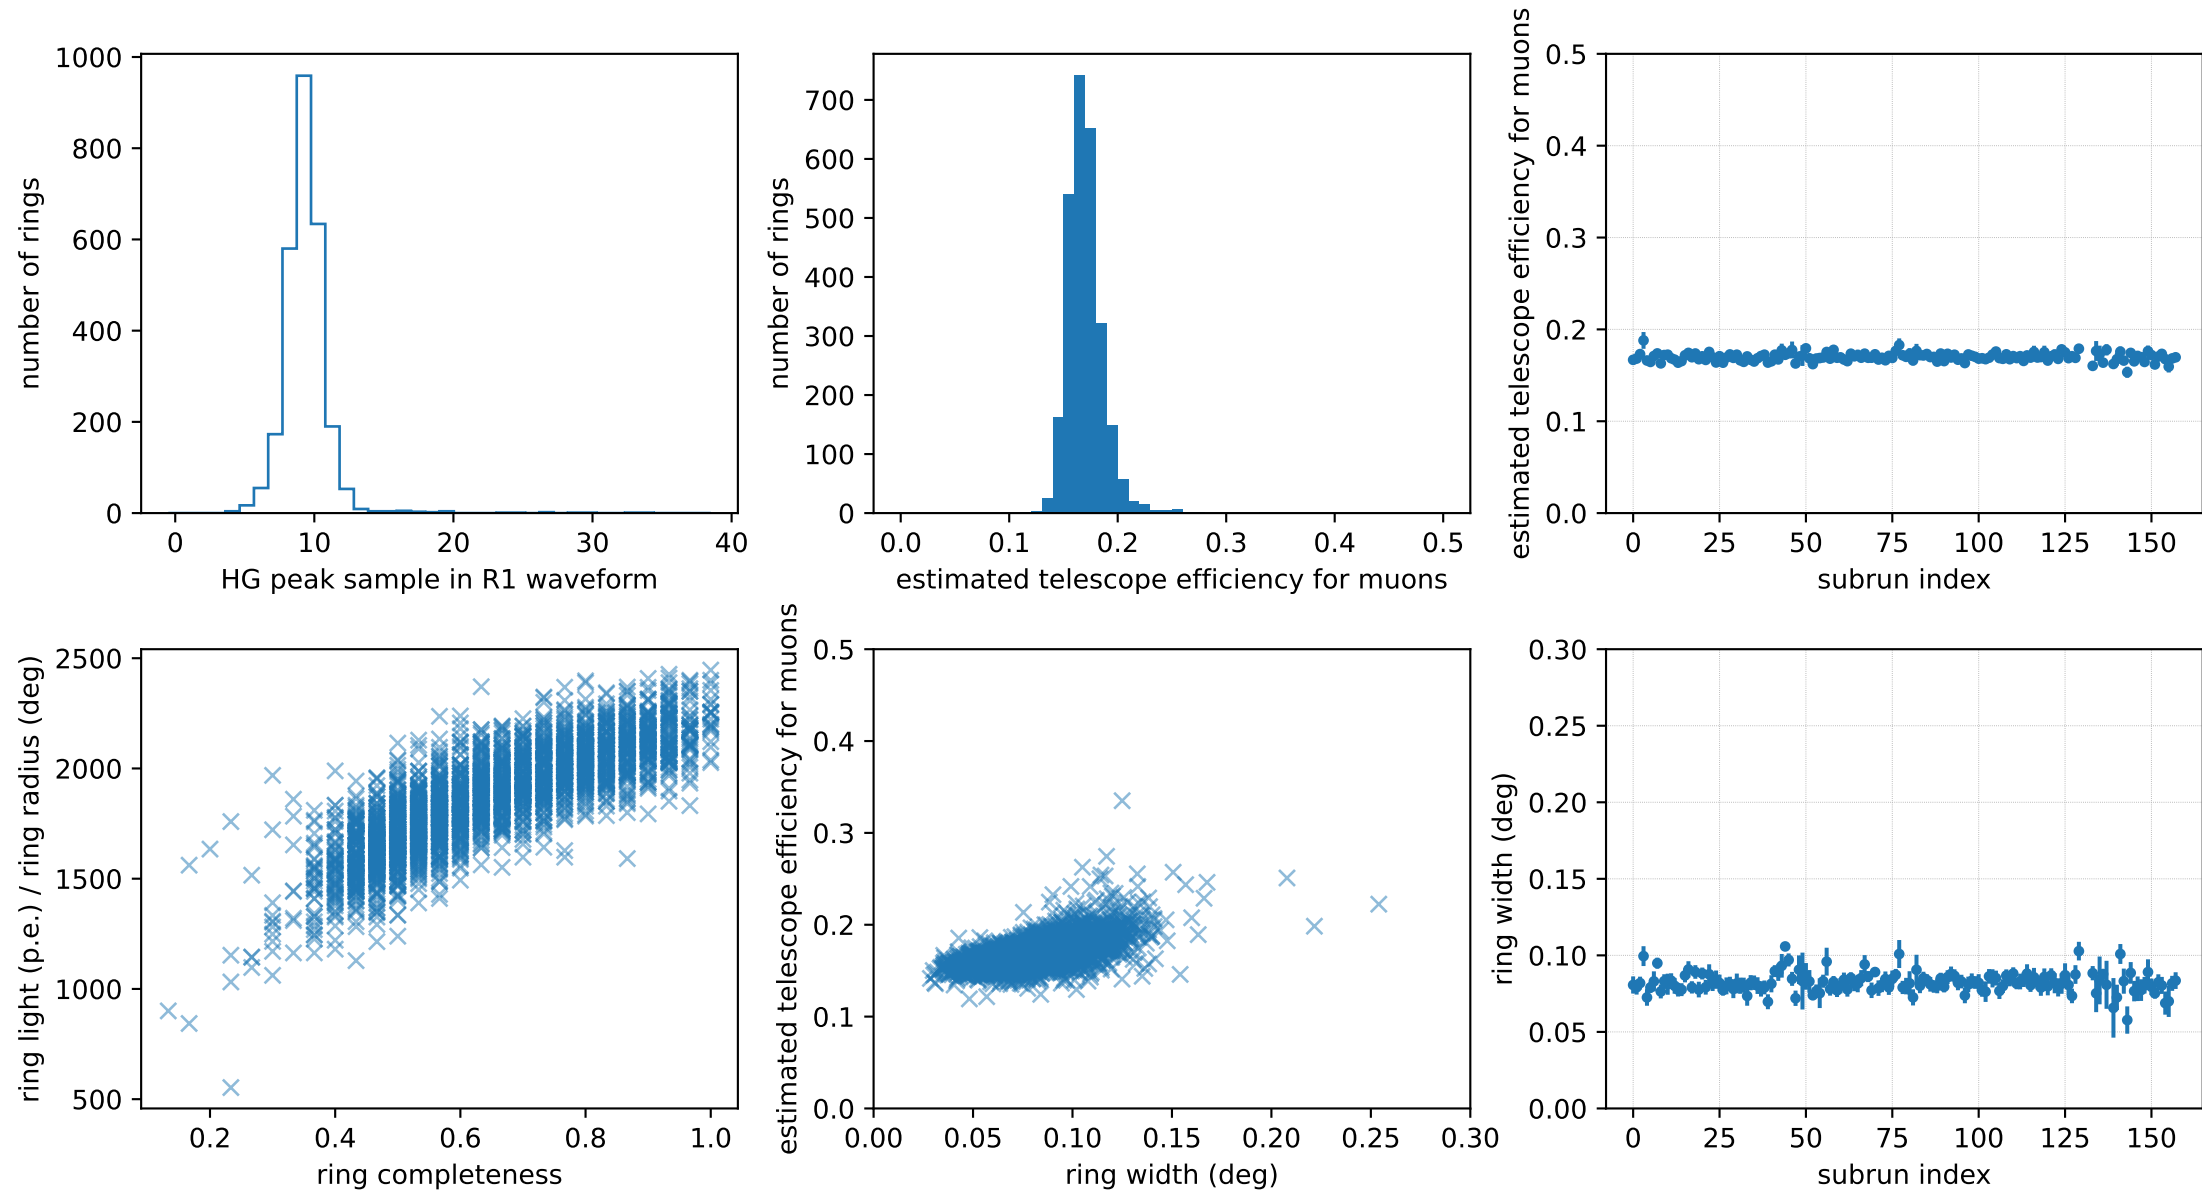 1000
800
600
400
200
0
number of rings
0 10 20 30 40
HG peak sample in R1 waveform
700
600
500
400
300
200
100
0
number of rings
0.0 0.1 0.2 0.3 0.4 0.5
estimated telescope efficiency for muons
0.5
0.4
0.3
0.2
0.1
0.0
estimated telescope efficiency for muons
0 25 50 75 100 125 150
subrun index
2500
2000
1500
1000
500
ring light (p.e.) / ring radius (deg)
0.2 0.4 0.6 0.8 1.0
ring completeness
0.5
0.4
0.3
0.2
0.1
0.0
estimated telescope efficiency for muons
0.00 0.05 0.10 0.15 0.20 0.25 0.30
ring width (deg)
0.30
0.25
0.20
0.15
0.10
0.05
0.00
ring width (deg)
0 25 50 75 100 125 150
subrun index